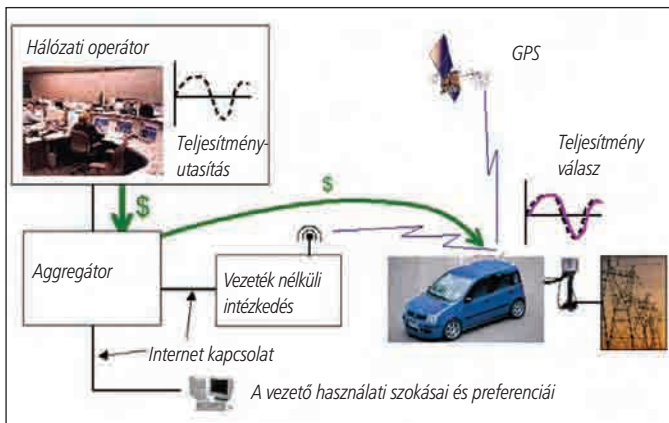 Hálózati operátor
Teljesítmény-
utasítás
GPS
Teljesítmény
válasz
$
$
Aggregátor
Vezeték nélküli
intézkedés
Internet kapcsolat
A vezető használati szokásai és preferenciái